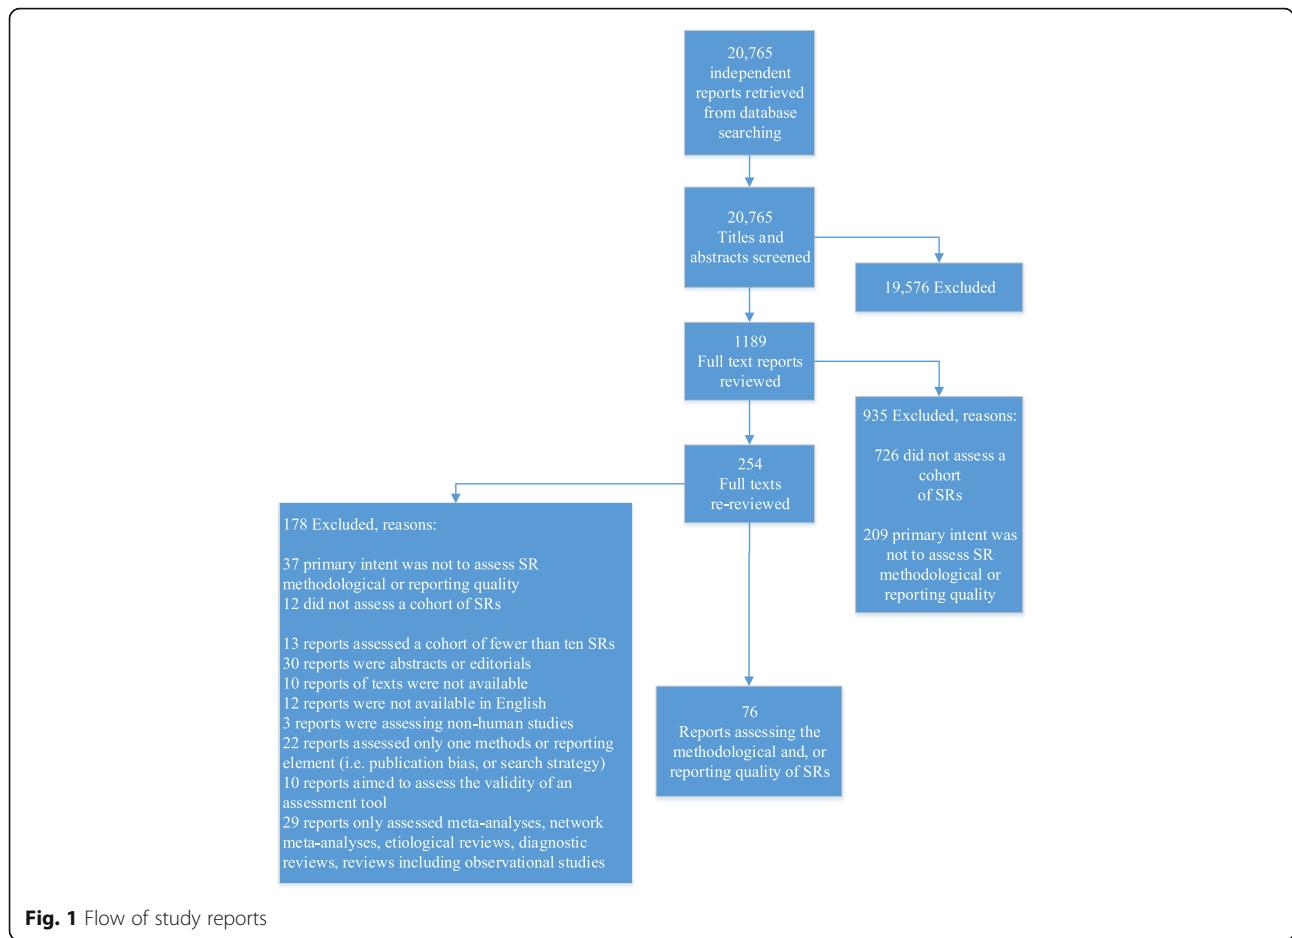 20,765
independent
reports retrieved
from database
searching
20,765
Titles and
abstracts screened
19,576 Excluded
1189
Full text reports
reviewed
935 Excluded, reasons:
726 did not assess a
cohort
of SRs
209 primary intent was
not to assess SR
methodological or
reporting quality
254
Full texts
re-reviewed
178 Excluded, reasons:
37 primary intent was not to assess SR
methodological or reporting quality
12 did not assess a cohort of SRs
13 reports assessed a cohort of fewer than ten SRs
30 reports were abstracts or editorials
10 reports of texts were not available
12 reports were not available in English
3 reports were assessing non-human studies
22 reports assessed only one methods or reporting
element (i.e. publication bias, or search strategy)
10 reports aimed to assess the validity of an
assessment tool
29 reports only assessed meta-analyses, network
meta-analyses, etiological reviews, diagnostic
reviews, reviews including observational studies
76
Reports assessing the
methodological and, or
reporting quality of SRs
Fig. 1 Flow of study reports